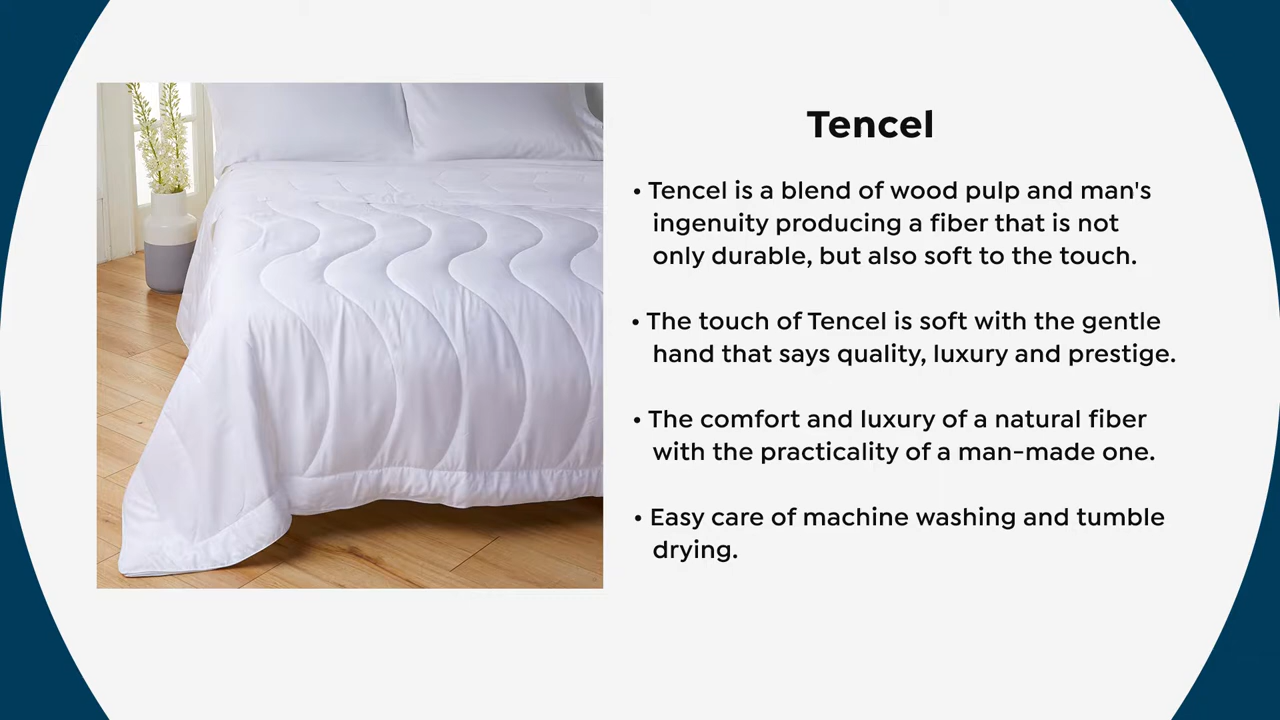 Tencel
• Tencel is a blend of wood pulp and man's
ingenuity producing a fiber that is not
only durable, but also soft to the touch.
• The touch of Tencel is soft with the gentle
hand that says quality, luxury and prestige.
• The comfort and luxury of a natural fiber
with the practicality of a man-made one.
• Easy care of machine washing and tumble
drying.